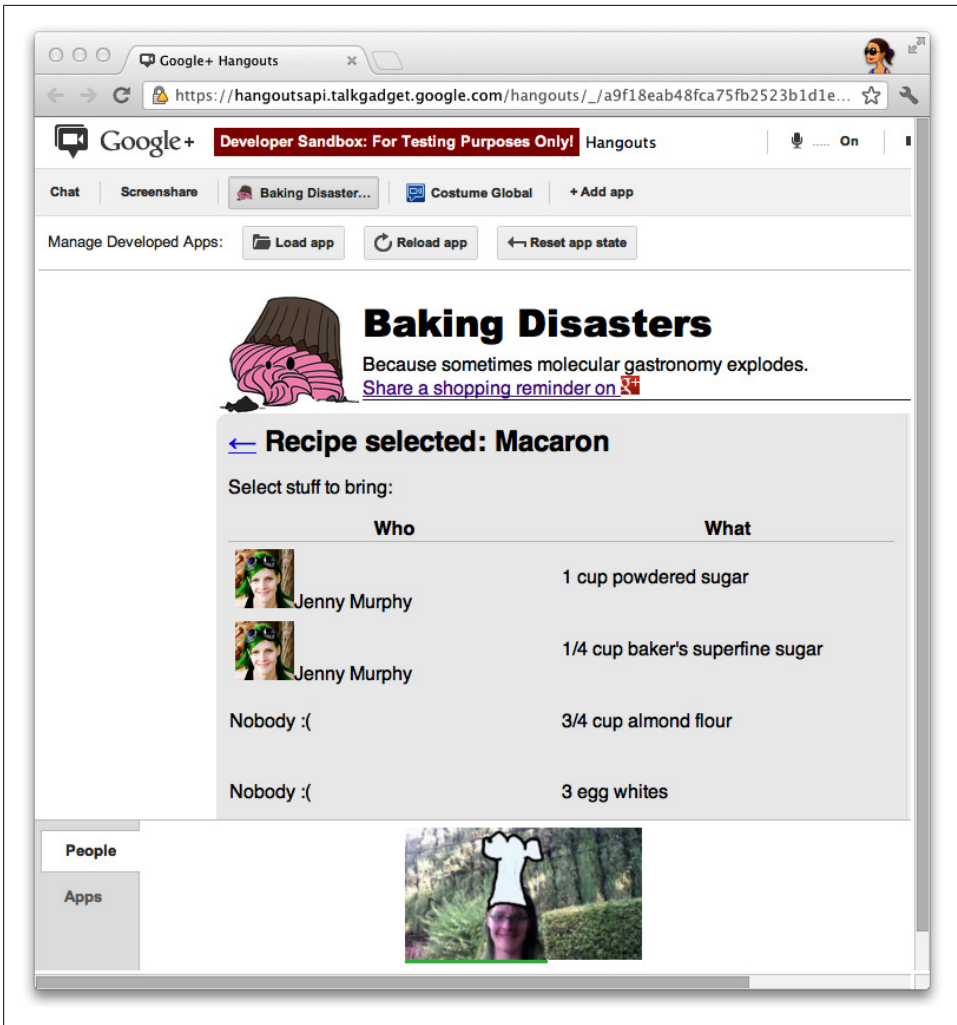 Google+ Hangouts
https://hangoutsapi.talkgadget.google.com/hangouts/_/a9f18eab48fca75fb2523b1d1e...
Google+ Developer Sandbox: For Testing Purposes Only! Hangouts ..... On
Chat Screenshare Baking Disaster... Costume Global + Add app
Manage Developed Apps: Load app Reload app Reset app state
Baking Disasters
Because sometimes molecular gastronomy explodes.
Share a shopping reminder on g+
← Recipe selected: Macaron
Select stuff to bring:
Who What
1 cup powdered sugar
Jenny Murphy
1/4 cup baker's superfine sugar
Jenny Murphy
Nobody :( 3/4 cup almond flour
Nobody :( 3 egg whites
People
Apps